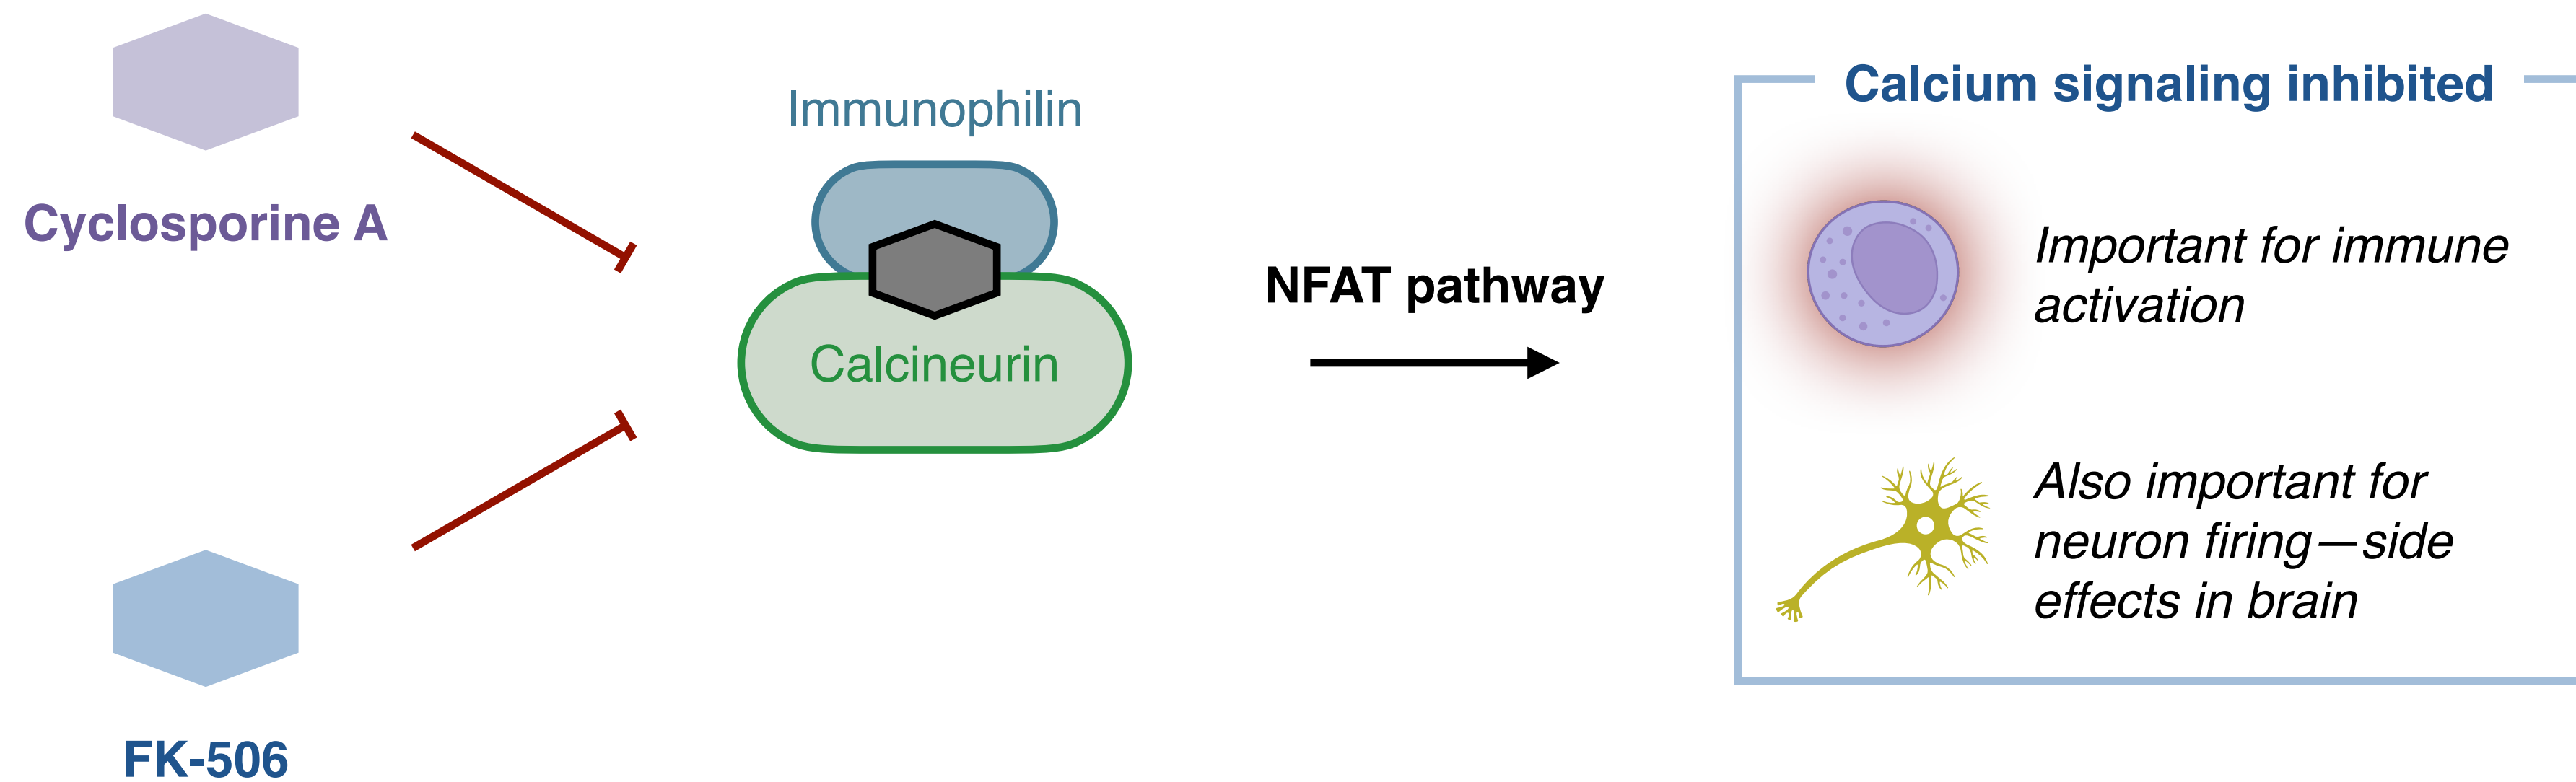 Cyclosporine A
FK-506
Immunophilin
Calcineurin
NFAT pathway
Calcium signaling inhibited
Important for immune
activation
Also important for
neuron firing—side
effects in brain